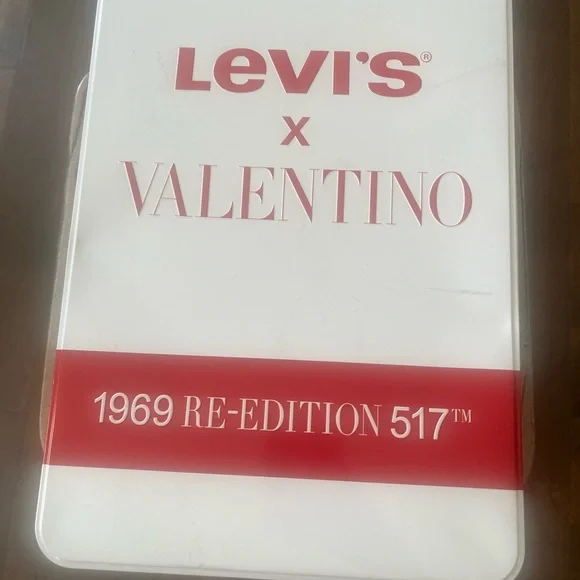 LeVI'S®
X
VALENTINO
1969 RE-EDITION 517™